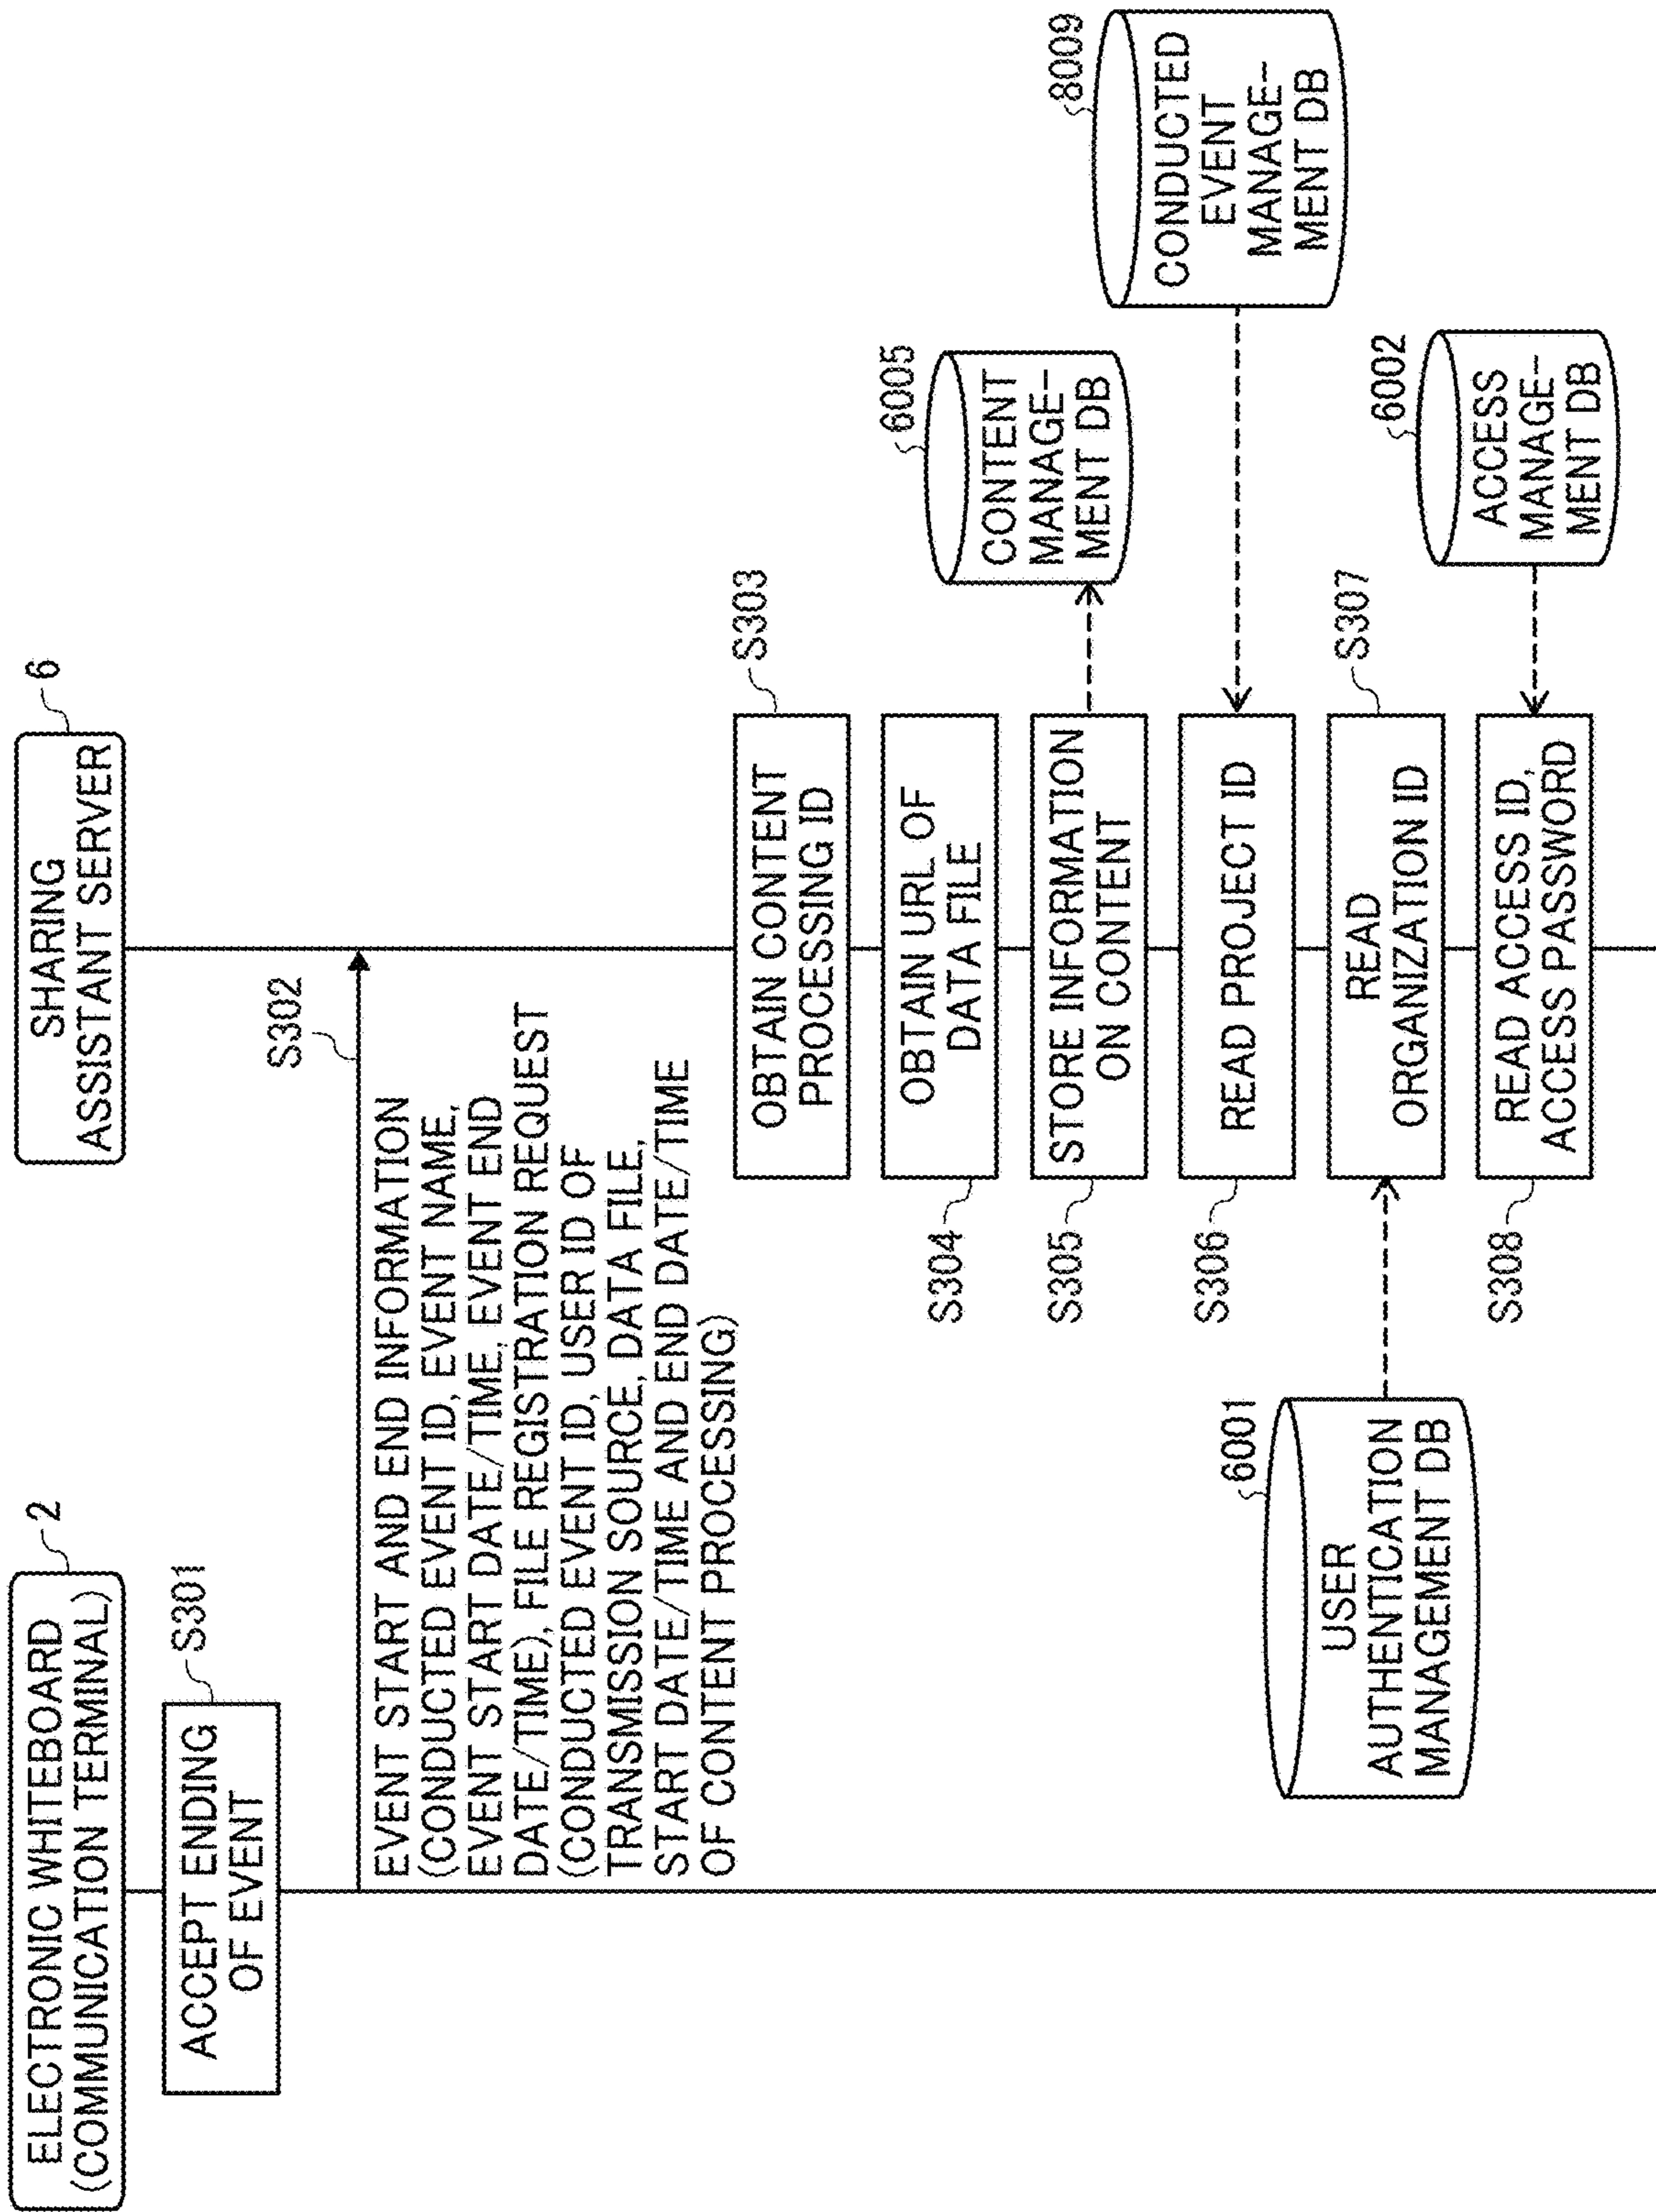 ELECTRONIC WHITEBOARD
(COMMUNICATION TERMINAL)
2
SHARING
ASSISTANT SERVER
6
ACCEPT ENDING
OF EVENT
S301
S302
EVENT START AND END INFORMATION
(CONDUCTED EVENT ID, EVENT NAME,
EVENT START DATE/TIME, EVENT END
DATE/TIME), FILE REGISTRATION REQUEST
(CONDUCTED EVENT ID, USER ID OF
TRANSMISSION SOURCE, DATA FILE,
START DATE/TIME AND END DATE/TIME
OF CONTENT PROCESSING)
OBTAIN CONTENT
PROCESSING ID
S303
S304
OBTAIN URL OF
DATA FILE
S305
STORE INFORMATION
ON CONTENT
6005
CONTENT
MANAGE-
MENT DB
S306
READ PROJECT ID
8009
CONDUCTED
EVENT
MANAGE-
MENT DB
6001
USER
AUTHENTICATION
MANAGEMENT DB
READ
ORGANIZATION ID
S307
S308
READ ACCESS ID,
ACCESS PASSWORD
6002
ACCESS
MANAGE-
MENT DB